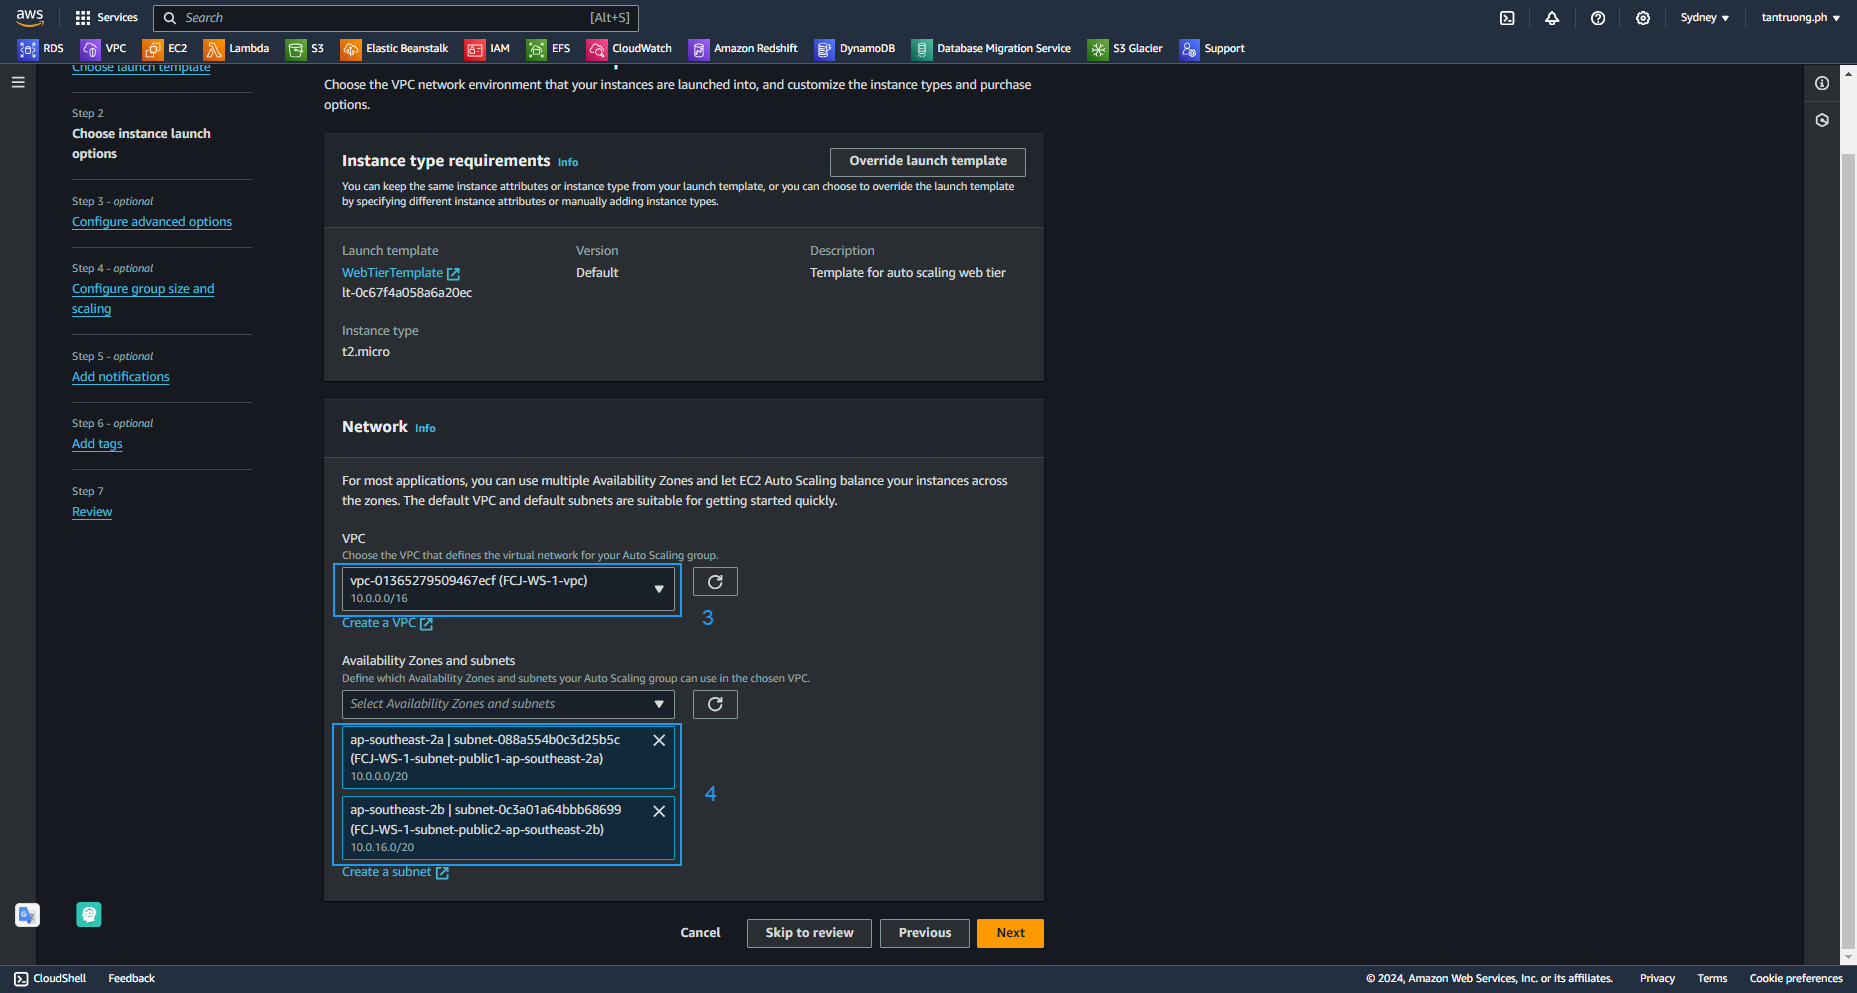 aws
Services
Search
[Alt+S]
Sydney
tantruong.ph
RDS
VPC
EC2
Lambda
S3
Elastic Beanstalk
IAM
EFS
CloudWatch
Amazon Redshift
DynamoDB
Database Migration Service
S3 Glacier
Support
Choose launch template
Step 2
Choose instance launch
options
Step 3 - optional
Configure advanced options
Step 4 - optional
Configure group size and
scaling
Step 5 - optional
Add notifications
Step 6 - optional
Add tags
Step 7
Review
Choose the VPC network environment that your instances are launched into, and customize the instance types and purchase
options.
Instance type requirements Info
Override launch template
You can keep the same instance attributes or instance type from your launch template, or you can choose to override the launch template
by specifying different instance attributes or manually adding instance types.
Launch template
WebTierTemplate
lt-0c67f4a058a6a20ec
Version
Default
Description
Template for auto scaling web tier
Instance type
t2.micro
Network Info
For most applications, you can use multiple Availability Zones and let EC2 Auto Scaling balance your instances across
the zones. The default VPC and default subnets are suitable for getting started quickly.
VPC
Choose the VPC that defines the virtual network for your Auto Scaling group.
vpc-01365279509467ecf (FCJ-WS-1-vpc)
10.0.0.0/16
3
Create a VPC
Availability Zones and subnets
Define which Availability Zones and subnets your Auto Scaling group can use in the chosen VPC.
Select Availability Zones and subnets
ap-southeast-2a | subnet-088a554b0c3d25b5c
(FCJ-WS-1-subnet-public1-ap-southeast-2a)
10.0.0.0/20
4
ap-southeast-2b | subnet-0c3a01a64bbb68699
(FCJ-WS-1-subnet-public2-ap-southeast-2b)
10.0.16.0/20
Create a subnet
Cancel
Skip to review
Previous
Next
CloudShell
Feedback
© 2024, Amazon Web Services, Inc. or its affiliates.
Privacy
Terms
Cookie preferences